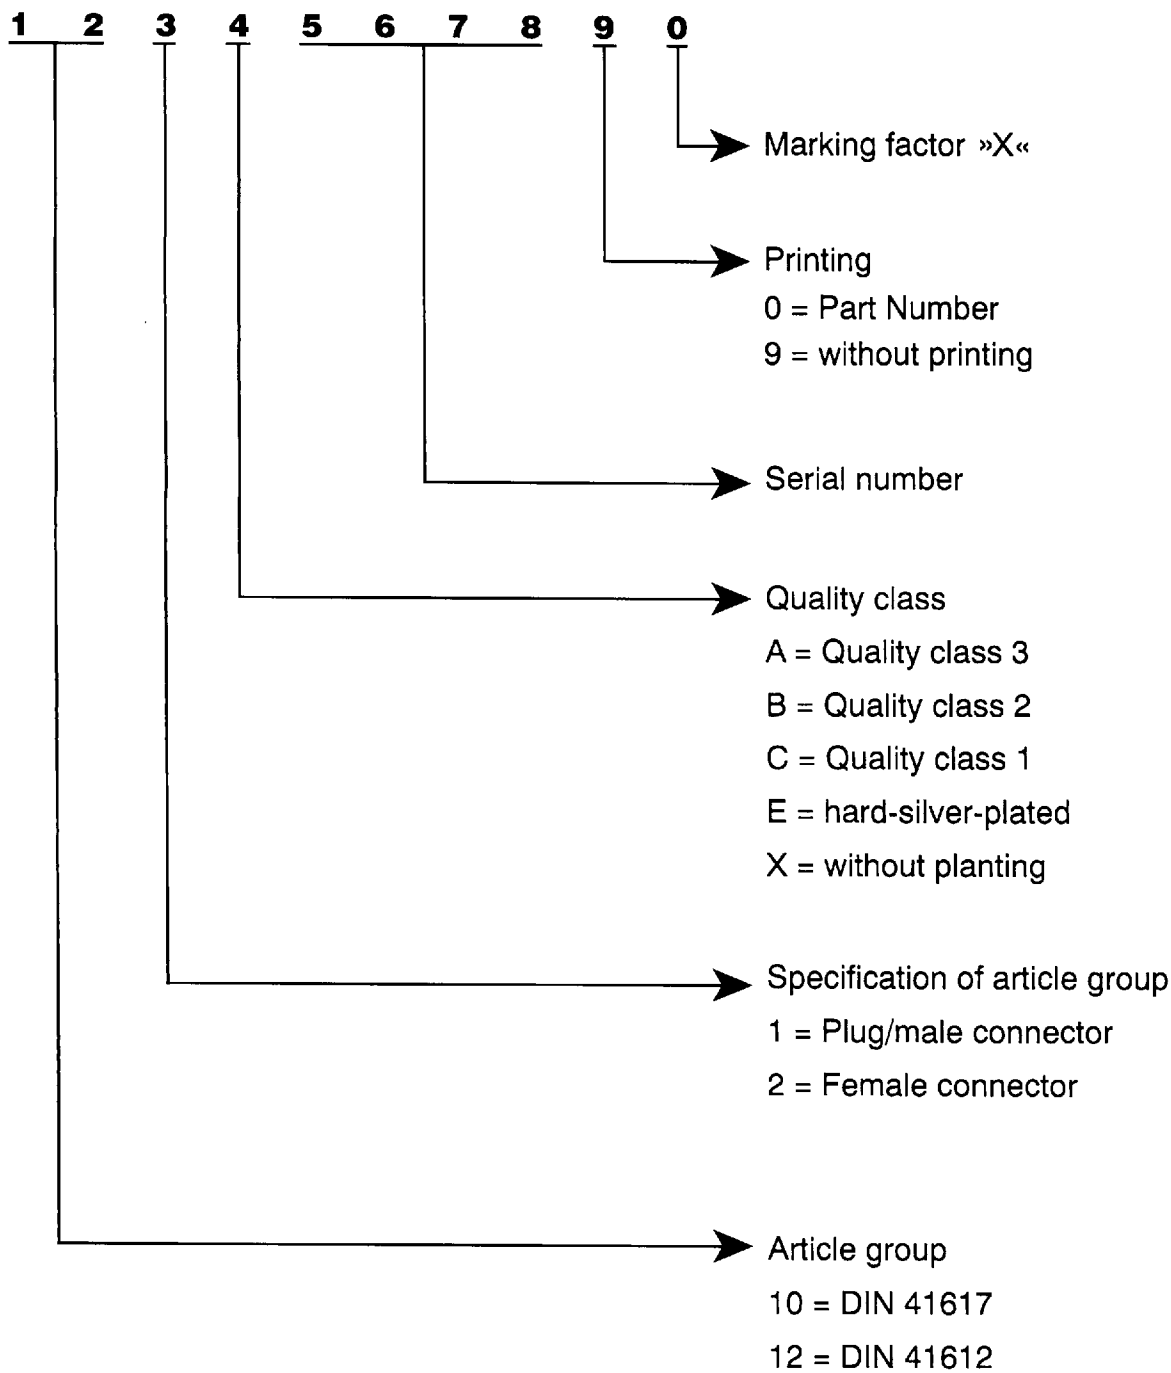 1 2 3 4 5 6 7 8 9 0
Marking factor »X«
Printing
0 = Part Number
9 = without printing
Serial number
Quality class
A = Quality class 3
B = Quality class 2
C = Quality class 1
E = hard-silver-plated
X = without planting
Specification of article group
1 = Plug/male connector
2 = Female connector
Article group
10 = DIN 41617
12 = DIN 41612